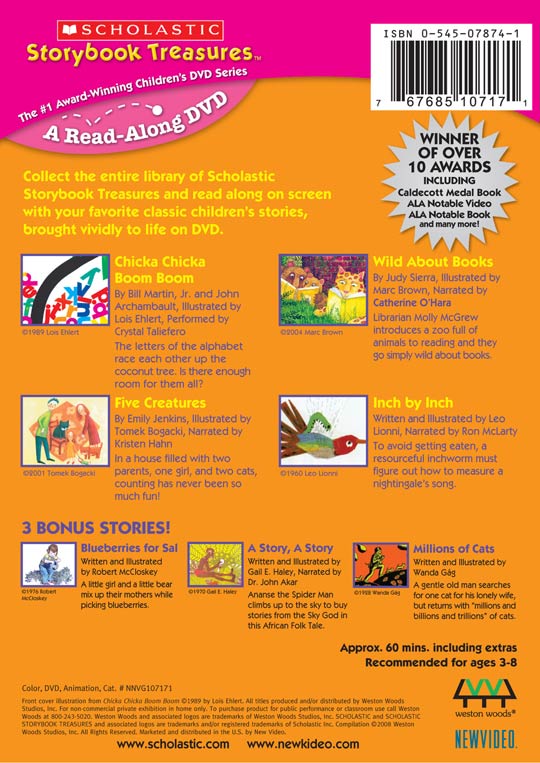 SCHOLASTIC
Storybook Treasures™
The #1 Award-Winning Children's DVD Series
A Read-Along DVD
ISBN 0-545-07874-1
7 67685 10717 1
WINNER
OF OVER
10 AWARDS
INCLUDING
Caldecott Medal Book
ALA Notable Video
ALA Notable Book
and many more!
Collect the entire library of Scholastic
Storybook Treasures and read along on screen
with your favorite classic children's stories,
brought vividly to life on DVD.
©1989 Lois Ehlert
Chicka Chicka
Boom Boom
By Bill Martin, Jr. and John
Archambault, Illustrated by
Lois Ehlert, Performed by
Crystal Taliefero
The letters of the alphabet
race each other up the
coconut tree. Is there enough
room for them all?
©2004 Marc Brown
Wild About Books
By Judy Sierra, Illustrated by
Marc Brown, Narrated by
Catherine O'Hara
Librarian Molly McGrew
introduces a zoo full of
animals to reading and they
go simply wild about books.
©2001 Tomek Bogacki
Five Creatures
By Emily Jenkins, Illustrated by
Tomek Bogacki, Narrated by
Kristen Hahn
In a house filled with two
parents, one girl, and two cats,
counting has never been so
much fun!
©1960 Leo Lionni
Inch by Inch
Written and Illustrated by Leo
Lionni, Narrated by Ron McLarty
To avoid getting eaten, a
resourceful inchworm must
figure out how to measure a
nightingale's song.
3 BONUS STORIES!
©1976 Robert
McCloskey
Blueberries for Sal
Written and Illustrated
by Robert McCloskey
A little girl and a little bear
mix up their mothers while
picking blueberries.
©1970 Gail E. Haley
A Story, A Story
Written and Illustrated by
Gail E. Haley, Narrated by
Dr. John Akar
Ananse the Spider Man
climbs up to the sky to buy
stories from the Sky God in
this African Folk Tale.
©1928 Wanda Gág
Millions of Cats
Written and Illustrated by
Wanda Gág
A gentle old man searches
for one cat for his lonely wife,
but returns with "millions and
billions and trillions" of cats.
Approx. 60 mins. including extras
Recommended for ages 3-8
Color, DVD, Animation, Cat. # NNVG107171
Front cover illustration from Chicka Chicka Boom Boom ©1989 by Lois Ehlert. All titles produced and/or distributed by Weston Woods
Studios, Inc. For non-commercial private exhibition in home only. To purchase product for public performance or classroom use call Weston
Woods at 800-243-5020. Weston Woods and associated logos are trademarks of Weston Woods Studios, Inc. SCHOLASTIC and SCHOLASTIC
STORYBOOK TREASURES and associated logos are trademarks and/or registered trademarks of Scholastic Inc. Compilation ©2008 Weston
Woods Studios, Inc. All Rights Reserved. Marketed and distributed in the U.S. by New Video.
www.scholastic.com www.newkideo.com
weston woods®
NEWVIDEO.